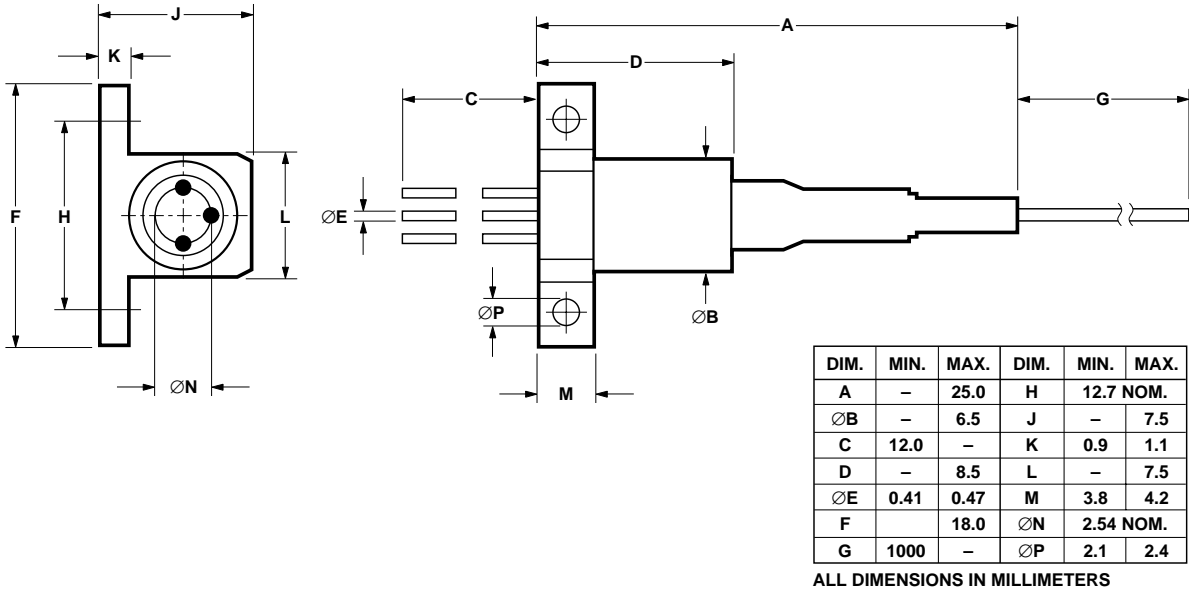 J
K
A
D
C
G
F
H
L
∅E
∅P
∅B
∅N
M
DIM. MIN. MAX. DIM. MIN. MAX.
A – 25.0 H 12.7 NOM.
∅B – 6.5 J – 7.5
C 12.0 – K 0.9 1.1
D – 8.5 L – 7.5
∅E 0.41 0.47 M 3.8 4.2
F 18.0 ∅N 2.54 NOM.
G 1000 – ∅P 2.1 2.4
ALL DIMENSIONS IN MILLIMETERS